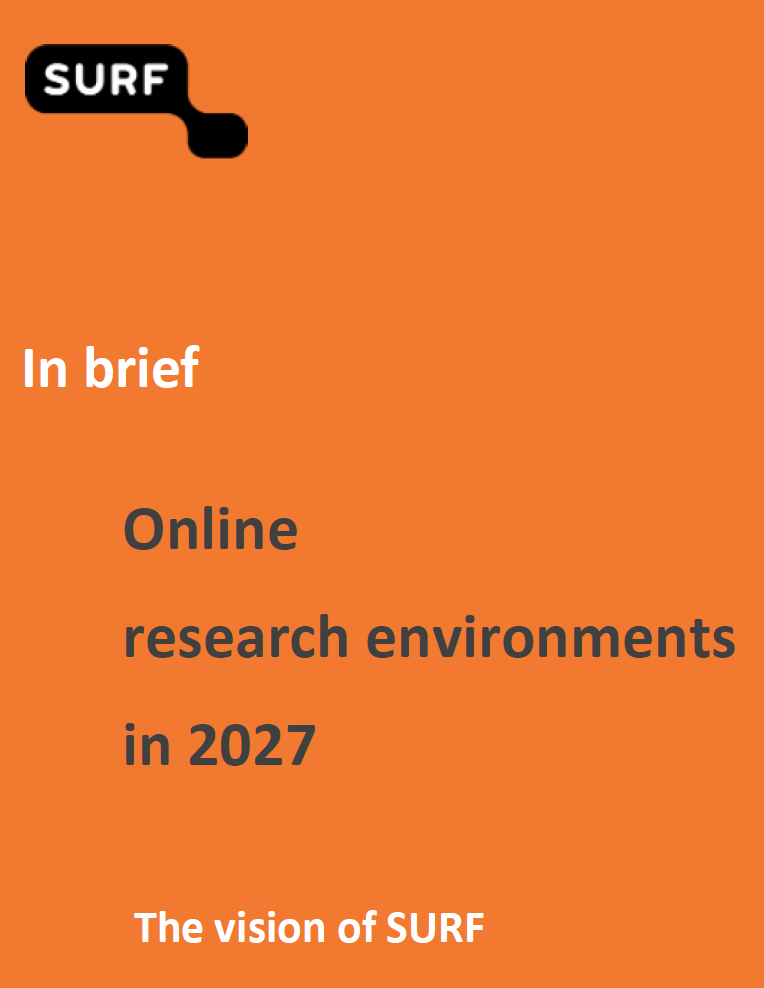 SURF
In brief
Online
research environments
in 2027
The vision of SURF